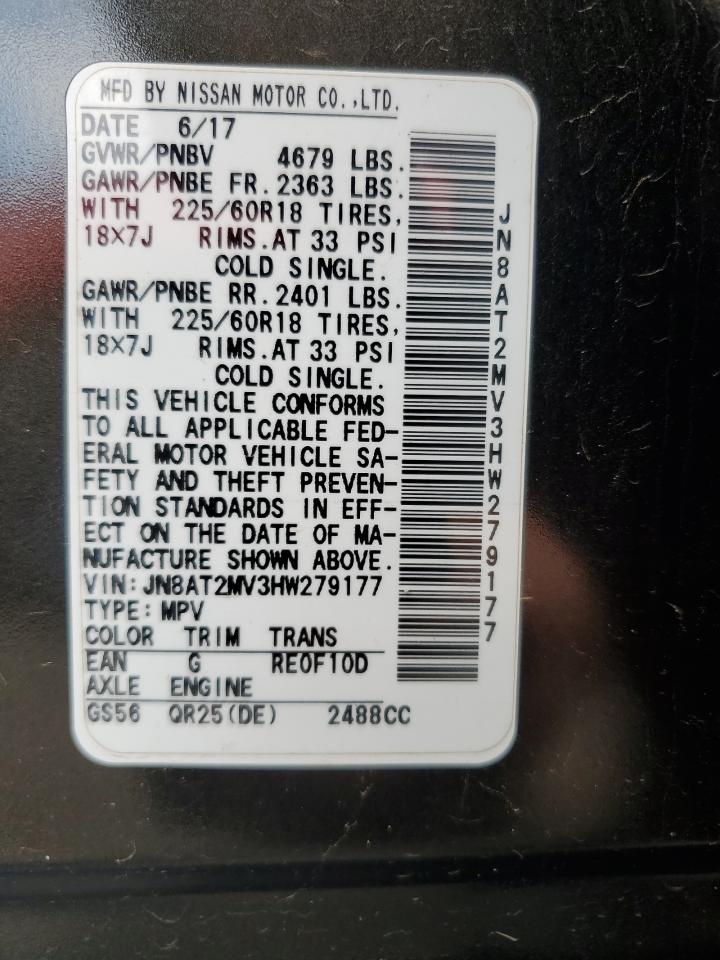 MFD BY NISSAN MOTOR CO.,LTD.
DATE 6/17
GVWR/PNBV 4679 LBS.
GAWR/PNBE FR. 2363 LBS.
WITH 225/60R18 TIRES,
18×7J RIMS. AT 33 PSI
COLD SINGLE.
GAWR/PNBE RR. 2401 LBS.
WITH 225/60R18 TIRES,
18×7J RIMS. AT 33 PSI
COLD SINGLE.
THIS VEHICLE CONFORMS
TO ALL APPLICABLE FED-
ERAL MOTOR VEHICLE SA-
FETY AND THEFT PREVEN-
TION STANDARDS IN EFF-
ECT ON THE DATE OF MA-
NUFACTURE SHOWN ABOVE.
VIN: JN8AT2MV3HW279177
TYPE: MPV
COLOR TRIM TRANS
EAN G RE0F10D
AXLE ENGINE
GS56 QR25(DE) 2488CC
JN8AT2MV3HW279177